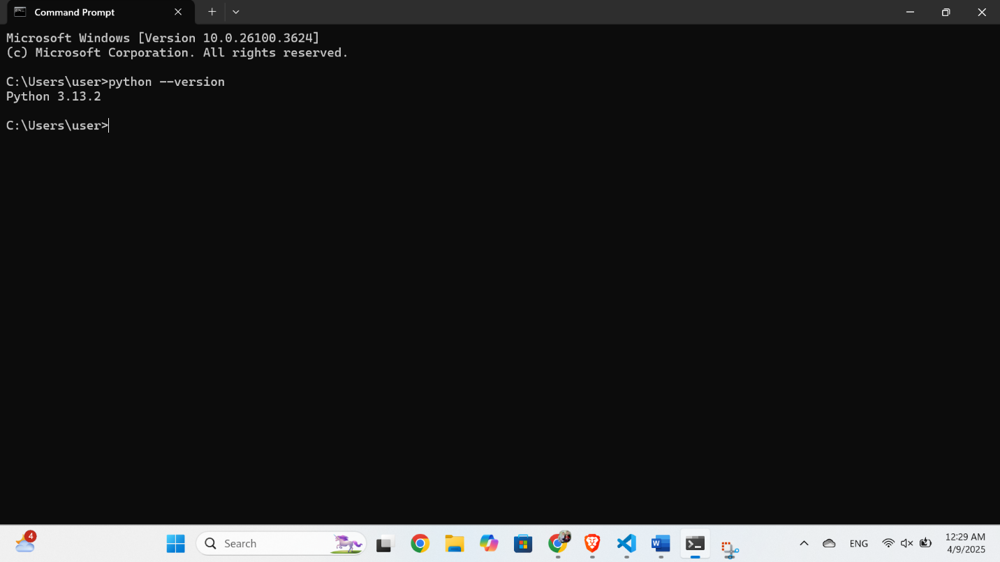 Command Prompt
Microsoft Windows [Version 10.0.26100.3624]
(c) Microsoft Corporation. All rights reserved.
C:\Users\user>python --version
Python 3.13.2
C:\Users\user>
4
Search
W
ENG
12:29 AM
4/9/2025